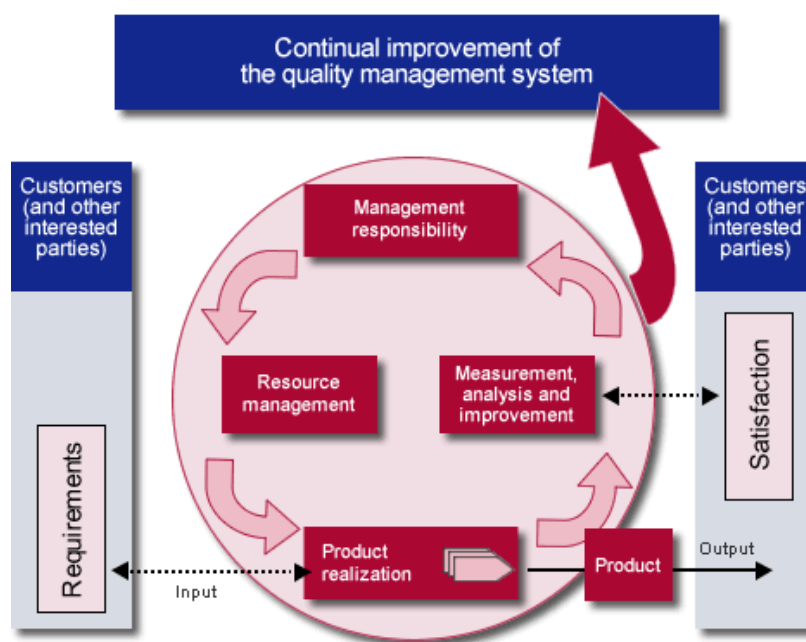 Continual improvement of
the quality management system
Customers
(and other
interested
parties)
Customers
(and other
interested
parties)
Management
responsibility
Resource
management
Measurement,
analysis and
improvement
Satisfaction
Requirements
Product
realization
Input
Product
Output